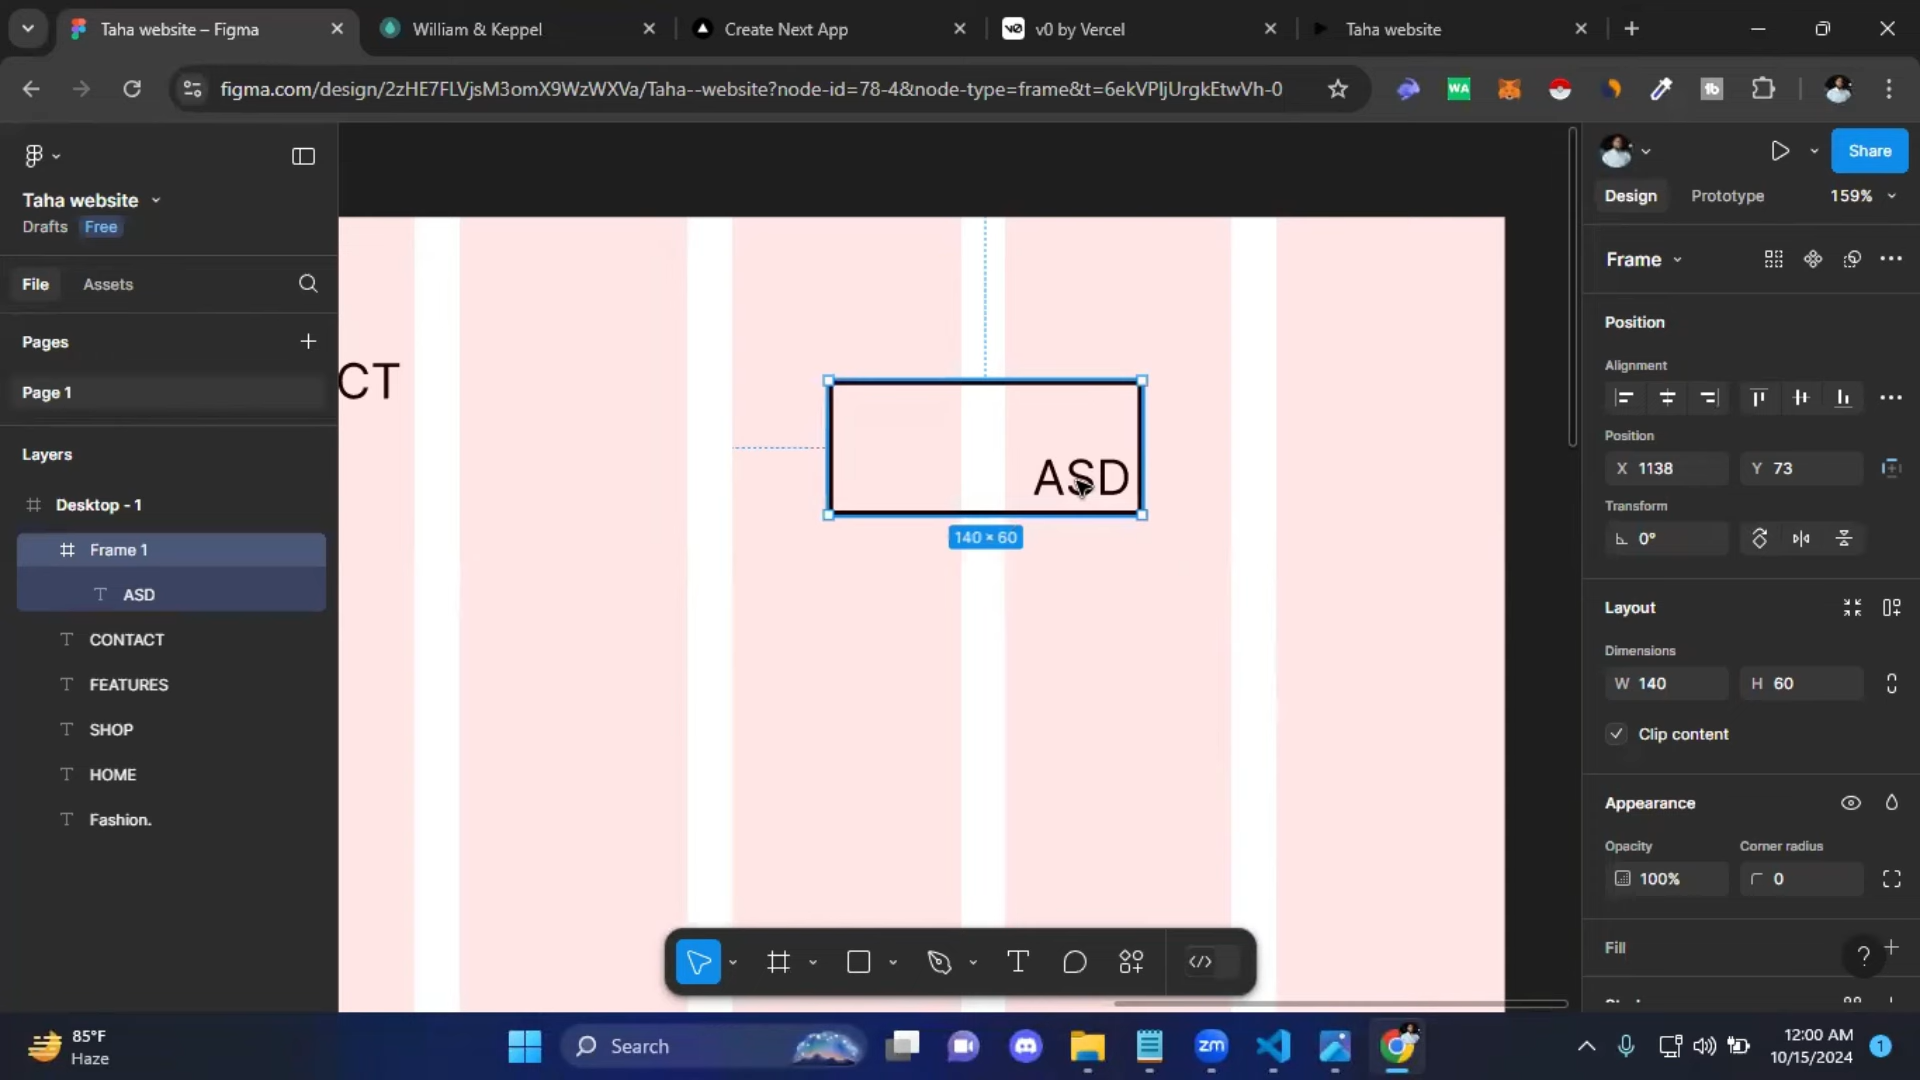 Taha website – Figma
William & Keppel
Create Next App
v0 by Vercel
Taha website
figma.com/design/2zHE7FLVjsM3omX9WzWXVa/Taha--website?node-id=78-4&node-type=frame&t=6ekVPIjUrgkEtwVh-0
Taha website
Drafts Free
File Assets
Pages
Page 1
Layers
Desktop - 1
Frame 1
ASD
CONTACT
FEATURES
SHOP
HOME
Fashion.
CT
ASD
140 × 60
Share
Design Prototype 159%
Frame
Position
Alignment
Position
X 1138 Y 73
Transform
0°
Layout
Dimensions
W 140 H 60
Clip content
Appearance
Opacity Corner radius
100% 0
Fill
?
85°F
Haze
Search
zm
12:00 AM
10/15/2024
1